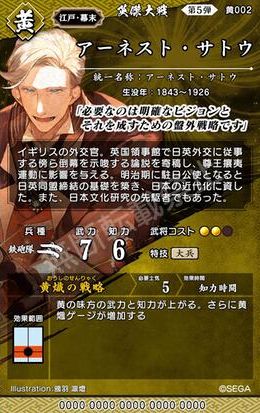 黄
江戸・幕末
英傑大戦
第5弾
黄002
アーネスト・サトウ
統一名称：アーネスト・サトウ
生没年：1843～1926
「必要なのは明確なビジョンと
それを成すための盤外戦略です」
イギリスの外交官。英国領事館で日英外交に従事
する傍ら倒幕を示唆する論説を寄稿し、尊王攘夷
運動に影響を与える。明治期に駐日公使となると
日英同盟締結の基礎を築き、日本の近代化に資し
た。また、日本文化研究の先駆者でもあった。
兵種 武力 知力 武将コスト
鉄砲隊 7 6 特技 大兵
おうしのせんりゃく
黄熾の戦略
必要士気 5
効果時間 知力時間
効果範囲
黄の味方の武力と知力が上がる。さらに黄
熾ゲージが増加する
©SEGA
0000 0000 0000 0000 0000